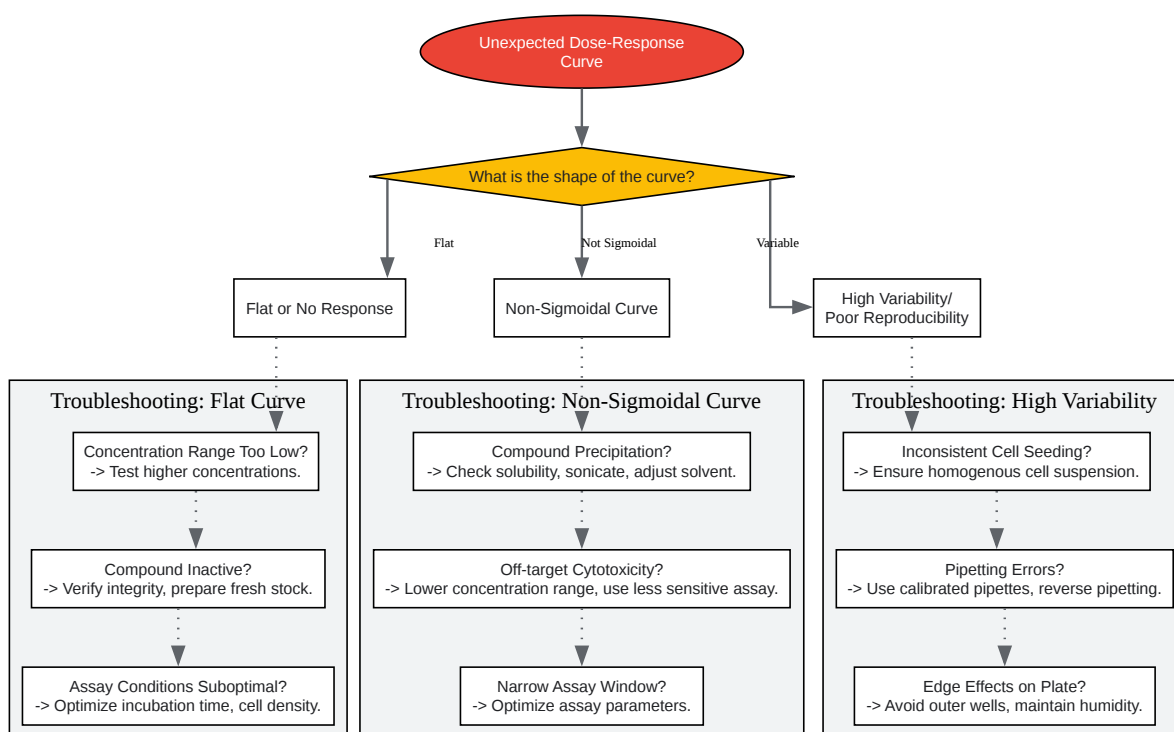 Unexpected Dose-Response
Curve
What is the shape of the curve?
Flat
Not Sigmoidal
Variable
Flat or No Response
Non-Sigmoidal Curve
High Variability/
Poor Reproducibility
Troubleshooting: Flat Curve
Concentration Range Too Low?
-> Test higher concentrations.
Compound Inactive?
-> Verify integrity, prepare fresh stock.
Assay Conditions Suboptimal?
-> Optimize incubation time, cell density.
Troubleshooting: Non-Sigmoidal Curve
Compound Precipitation?
-> Check solubility, sonicate, adjust solvent.
Off-target Cytotoxicity?
-> Lower concentration range, use less sensitive assay.
Narrow Assay Window?
-> Optimize assay parameters.
Troubleshooting: High Variability
Inconsistent Cell Seeding?
-> Ensure homogenous cell suspension.
Pipetting Errors?
-> Use calibrated pipettes, reverse pipetting.
Edge Effects on Plate?
-> Avoid outer wells, maintain humidity.